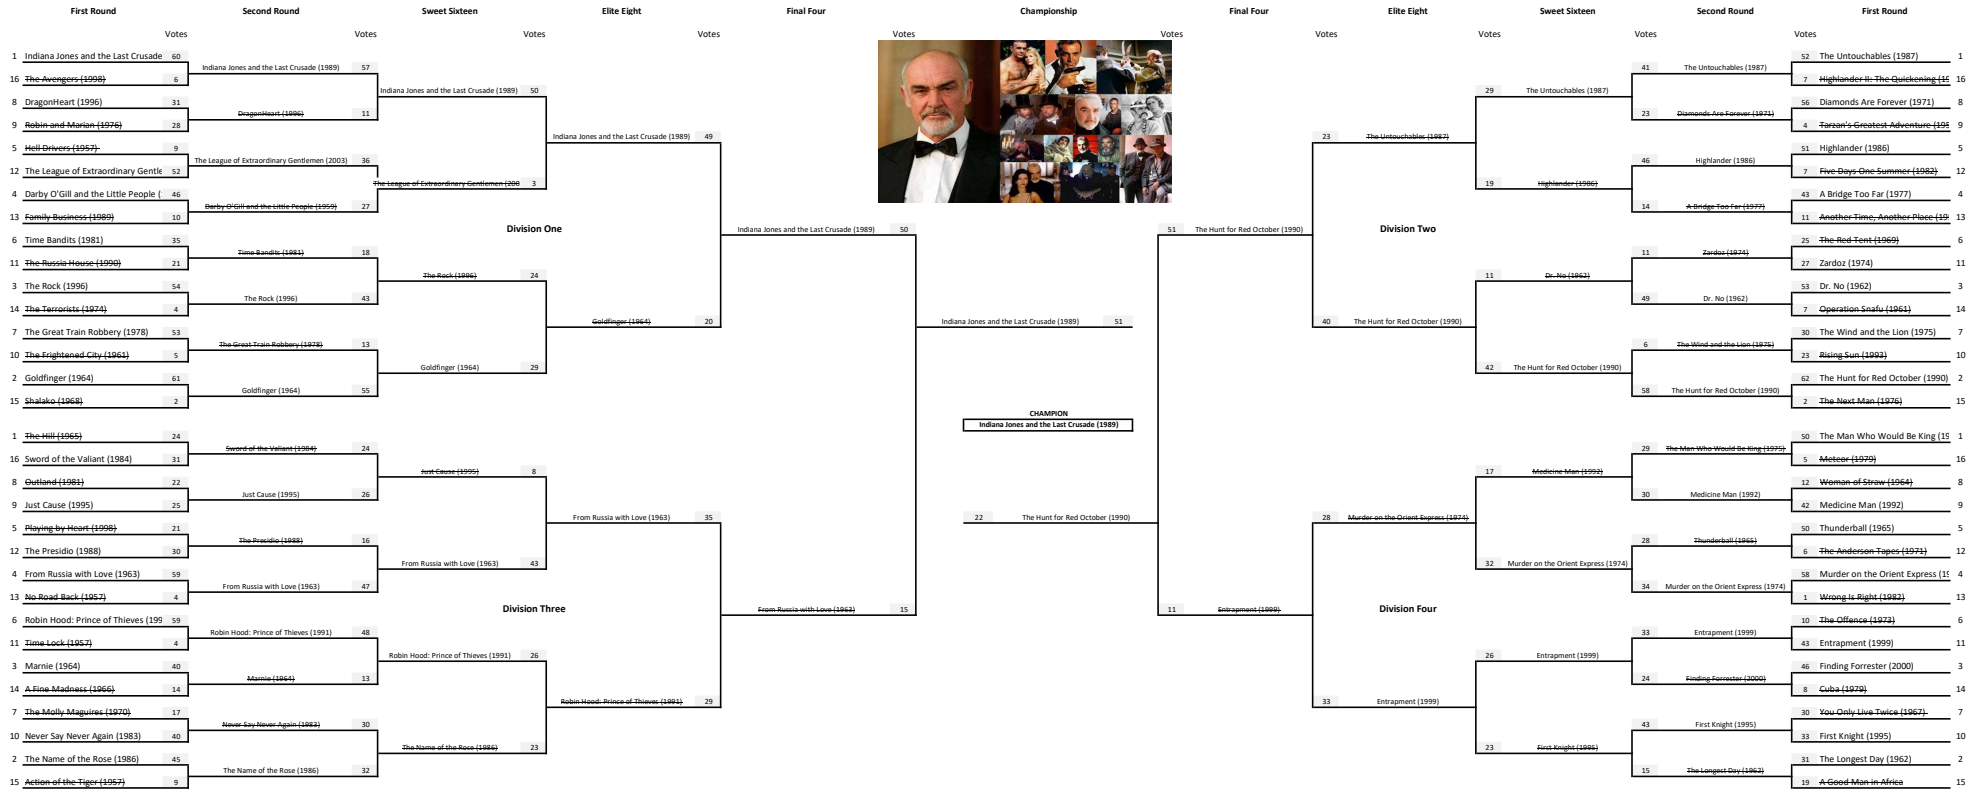 First Round Second Round Sweet Sixteen Elite Eight Final Four Championship Final Four Elite Eight Sweet Sixteen Second Round First Round
Votes Votes Votes Votes Votes Votes Votes Votes Votes Votes
1 Indiana Jones and the Last Crusade 60
16 The Avengers (1998) 6
8 DragonHeart (1996) 31
9 Robin and Marian (1976) 28
5 Hell Drivers (1957) 9
12 The League of Extraordinary Gentle 52
4 Darby O'Gill and the Little People (: 46
13 Family Business (1989) 10
6 Time Bandits (1981) 35
11 The Russia House (1990) 21
3 The Rock (1996) 54
14 The Terrorists (1974) 4
7 The Great Train Robbery (1978) 53
10 The Frightened City (1961) 5
2 Goldfinger (1964) 61
15 Shalako (1968) 2
1 The Hill (1965) 24
16 Sword of the Valiant (1984) 31
8 Outland (1981) 22
9 Just Cause (1995) 25
5 Playing by Heart (1998) 21
12 The Presidio (1988) 30
4 From Russia with Love (1963) 59
13 No Road Back (1957) 4
6 Robin Hood: Prince of Thieves (199 59
11 Time Lock (1957) 4
3 Marnie (1964) 40
14 A Fine Madness (1966) 14
7 The Molly Maguires (1970) 17
10 Never Say Never Again (1983) 40
2 The Name of the Rose (1986) 45
15 Action of the Tiger (1957) 9
Indiana Jones and the Last Crusade (1989) 57
DragonHeart (1996) 11
The League of Extraordinary Gentlemen (2003) 36
Darby O'Gill and the Little People (1959) 27
Time Bandits (1981) 18
The Rock (1996) 43
The Great Train Robbery (1978) 13
Goldfinger (1964) 55
Sword of the Valiant (1984) 24
Just Cause (1995) 26
The Presidio (1988) 16
From Russia with Love (1963) 47
Robin Hood: Prince of Thieves (1991) 48
Marnie (1964) 13
Never Say Never Again (1983) 30
The Name of the Rose (1986) 32
Indiana Jones and the Last Crusade (1989) 50
The League of Extraordinary Gentlemen (200 3
The Rock (1996) 24
Goldfinger (1964) 29
Just Cause (1995) 8
From Russia with Love (1963) 43
Robin Hood: Prince of Thieves (1991) 26
The Name of the Rose (1986) 23
Division One
Division Three
Indiana Jones and the Last Crusade (1989) 49
Goldfinger (1964) 20
From Russia with Love (1963) 35
Robin Hood: Prince of Thieves (1991) 29
Indiana Jones and the Last Crusade (1989) 50
From Russia with Love (1963) 15
Indiana Jones and the Last Crusade (1989) 51
CHAMPION
Indiana Jones and the Last Crusade (1989)
22 The Hunt for Red October (1990)
51 The Hunt for Red October (1990)
11 Entrapment (1999)
23 The Untouchables (1987)
40 The Hunt for Red October (1990)
28 Murder on the Orient Express (1974)
33 Entrapment (1999)
Division Two
Division Four
29 The Untouchables (1987)
19 Highlander (1986)
11 Dr. No (1962)
42 The Hunt for Red October (1990)
17 Medicine Man (1992)
32 Murder on the Orient Express (1974)
26 Entrapment (1999)
23 First Knight (1995)
41 The Untouchables (1987)
23 Diamonds Are Forever (1971)
46 Highlander (1986)
14 A Bridge Too Far (1977)
11 Zardoz (1974)
49 Dr. No (1962)
6 The Wind and the Lion (1975)
58 The Hunt for Red October (1990)
29 The Man Who Would Be King (1975)
30 Medicine Man (1992)
28 Thunderball (1965)
34 Murder on the Orient Express (1974)
33 Entrapment (1999)
24 Finding Forrester (2000)
43 First Knight (1995)
15 The Longest Day (1962)
52 The Untouchables (1987) 1
7 Highlander II: The Quickening (19 16
56 Diamonds Are Forever (1971) 8
4 Tarzan's Greatest Adventure (195 9
51 Highlander (1986) 5
7 Five Days One Summer (1982) 12
43 A Bridge Too Far (1977) 4
11 Another Time, Another Place (19 13
25 The Red Tent (1969) 6
27 Zardoz (1974) 11
53 Dr. No (1962) 3
7 Operation Snafu (1961) 14
30 The Wind and the Lion (1975) 7
23 Rising Sun (1993) 10
62 The Hunt for Red October (1990) 2
2 The Next Man (1976) 15
50 The Man Who Would Be King (19 1
5 Meteor (1979) 16
12 Woman of Straw (1964) 8
42 Medicine Man (1992) 9
50 Thunderball (1965) 5
6 The Anderson Tapes (1971) 12
58 Murder on the Orient Express (19 4
1 Wrong Is Right (1982) 13
10 The Offence (1973) 6
43 Entrapment (1999) 11
46 Finding Forrester (2000) 3
8 Cuba (1979) 14
30 You Only Live Twice (1967) 7
33 First Knight (1995) 10
31 The Longest Day (1962) 2
19 A Good Man in Africa 15